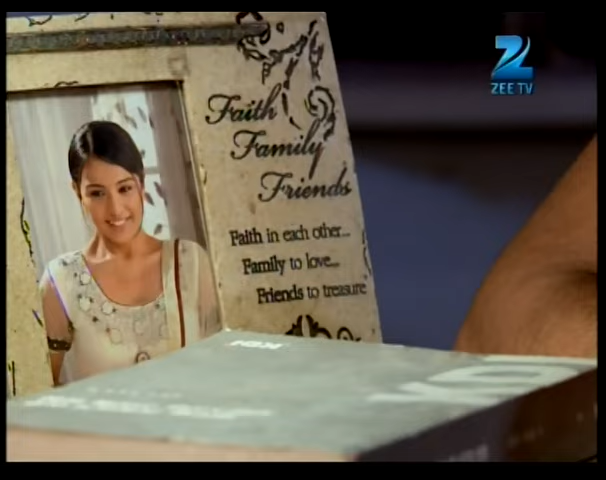 ZEE TV
Faith
Family
Friends
Faith in each other...
Family to love...
Friends to treasure